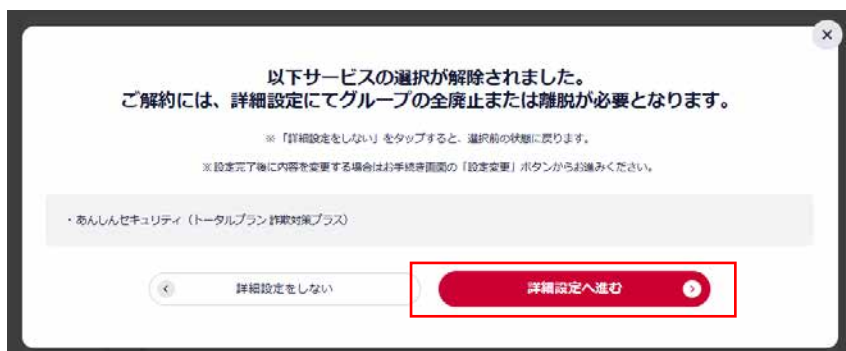 以下サービスの選択が解除されました。
ご解約には、詳細設定にてグループの全廃止または離脱が必要となります。
※「詳細設定をしない」をタップすると、選択前の状態に戻ります。
※設定完了後に内容を変更する場合はお手続き画面の「設定変更」ボタンからお進みください。
・あんしんセキュリティ(トータルプラン 詐欺対策プラス)
詳細設定をしない
詳細設定へ進む